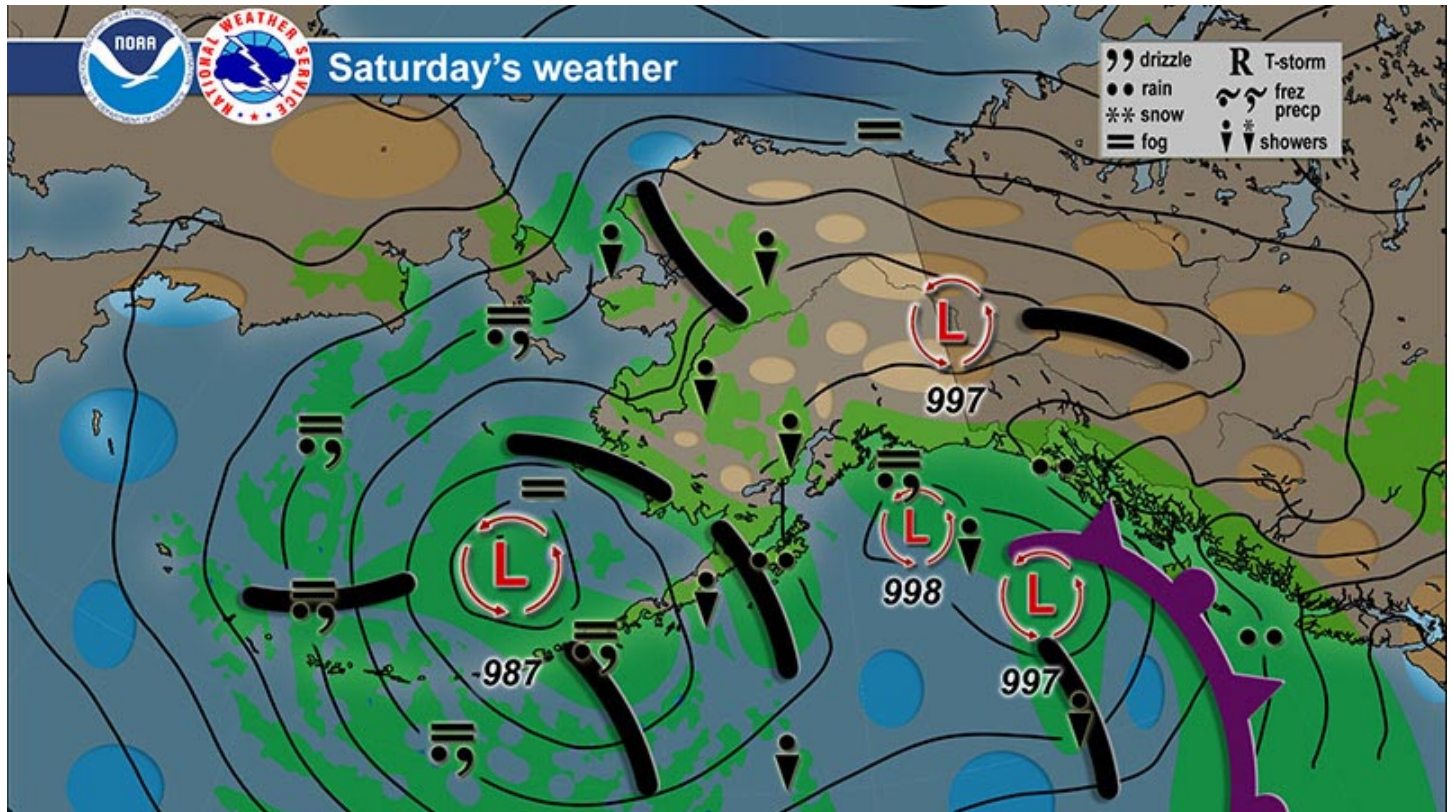 NOAA
NATIONAL WEATHER SERVICE
Saturday's weather
drizzle
R T-storm
rain
frez
precp
snow
fog
showers
L
997
L
998
L
987
L
997